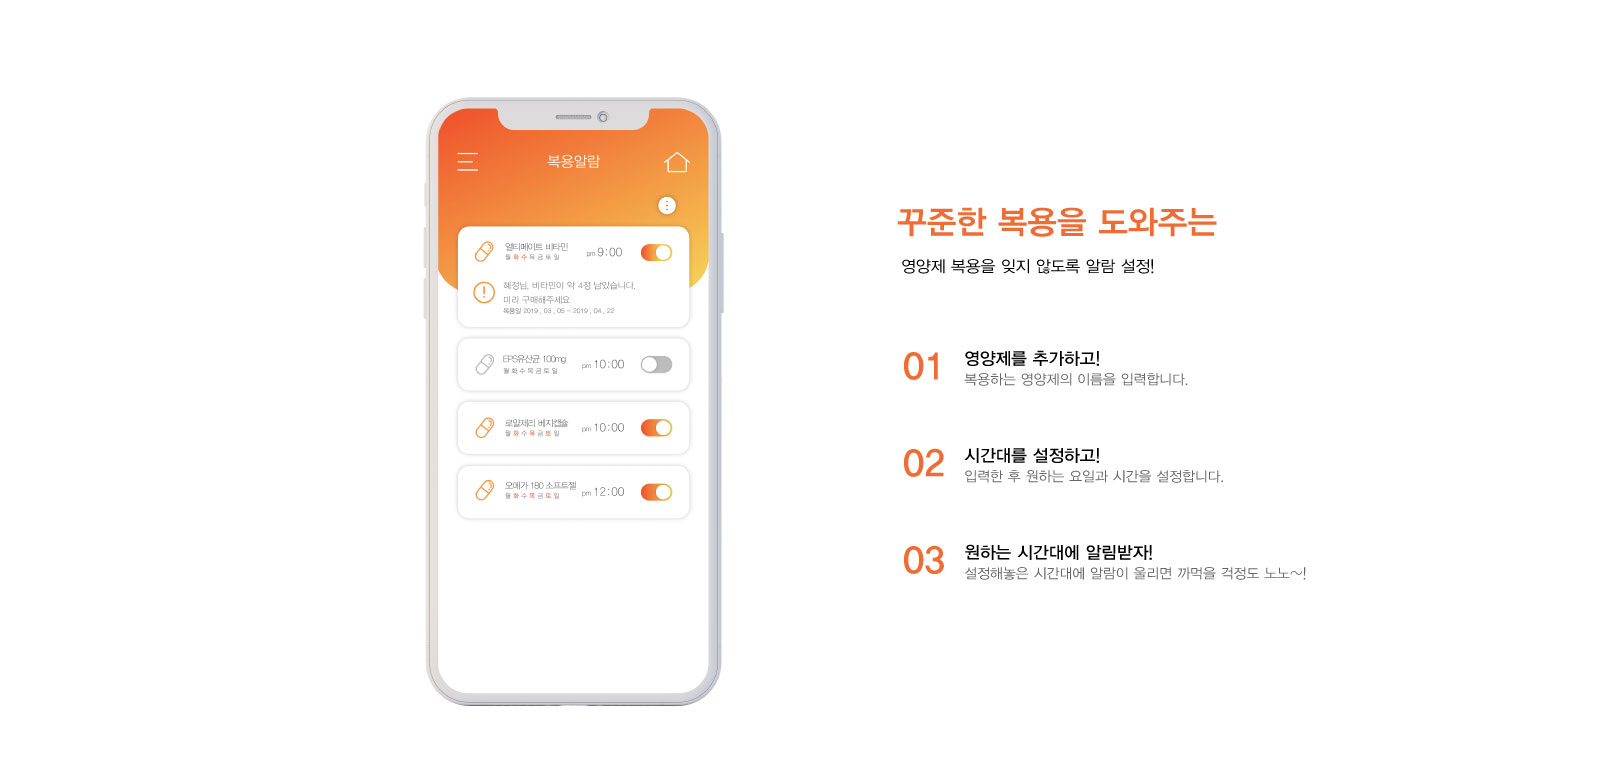 복용알람
얼티메이트 비타민
월 화 수 목 금 토 일
pm 9:00
혜정님, 비타민이 약 4정 남았습니다.
미리 구매해주세요
복용일 2019 . 03 . 05 - 2019 . 04 . 22
EPS유산균 100mg
월 화 수 목 금 토 일
pm 10:00
로얄제리 베지캡슐
월 화 수 목 금 토 일
pm 10:00
오메가 180 소프트젤
월 화 수 목 금 토 일
pm 12:00
꾸준한 복용을 도와주는
영양제 복용을 잊지 않도록 알람 설정!
01
영양제를 추가하고!
복용하는 영양제의 이름을 입력합니다.
02
시간대를 설정하고!
입력한 후 원하는 요일과 시간을 설정합니다.
03
원하는 시간대에 알림받자!
설정해놓은 시간대에 알람이 울리면 까먹을 걱정도 노노~!